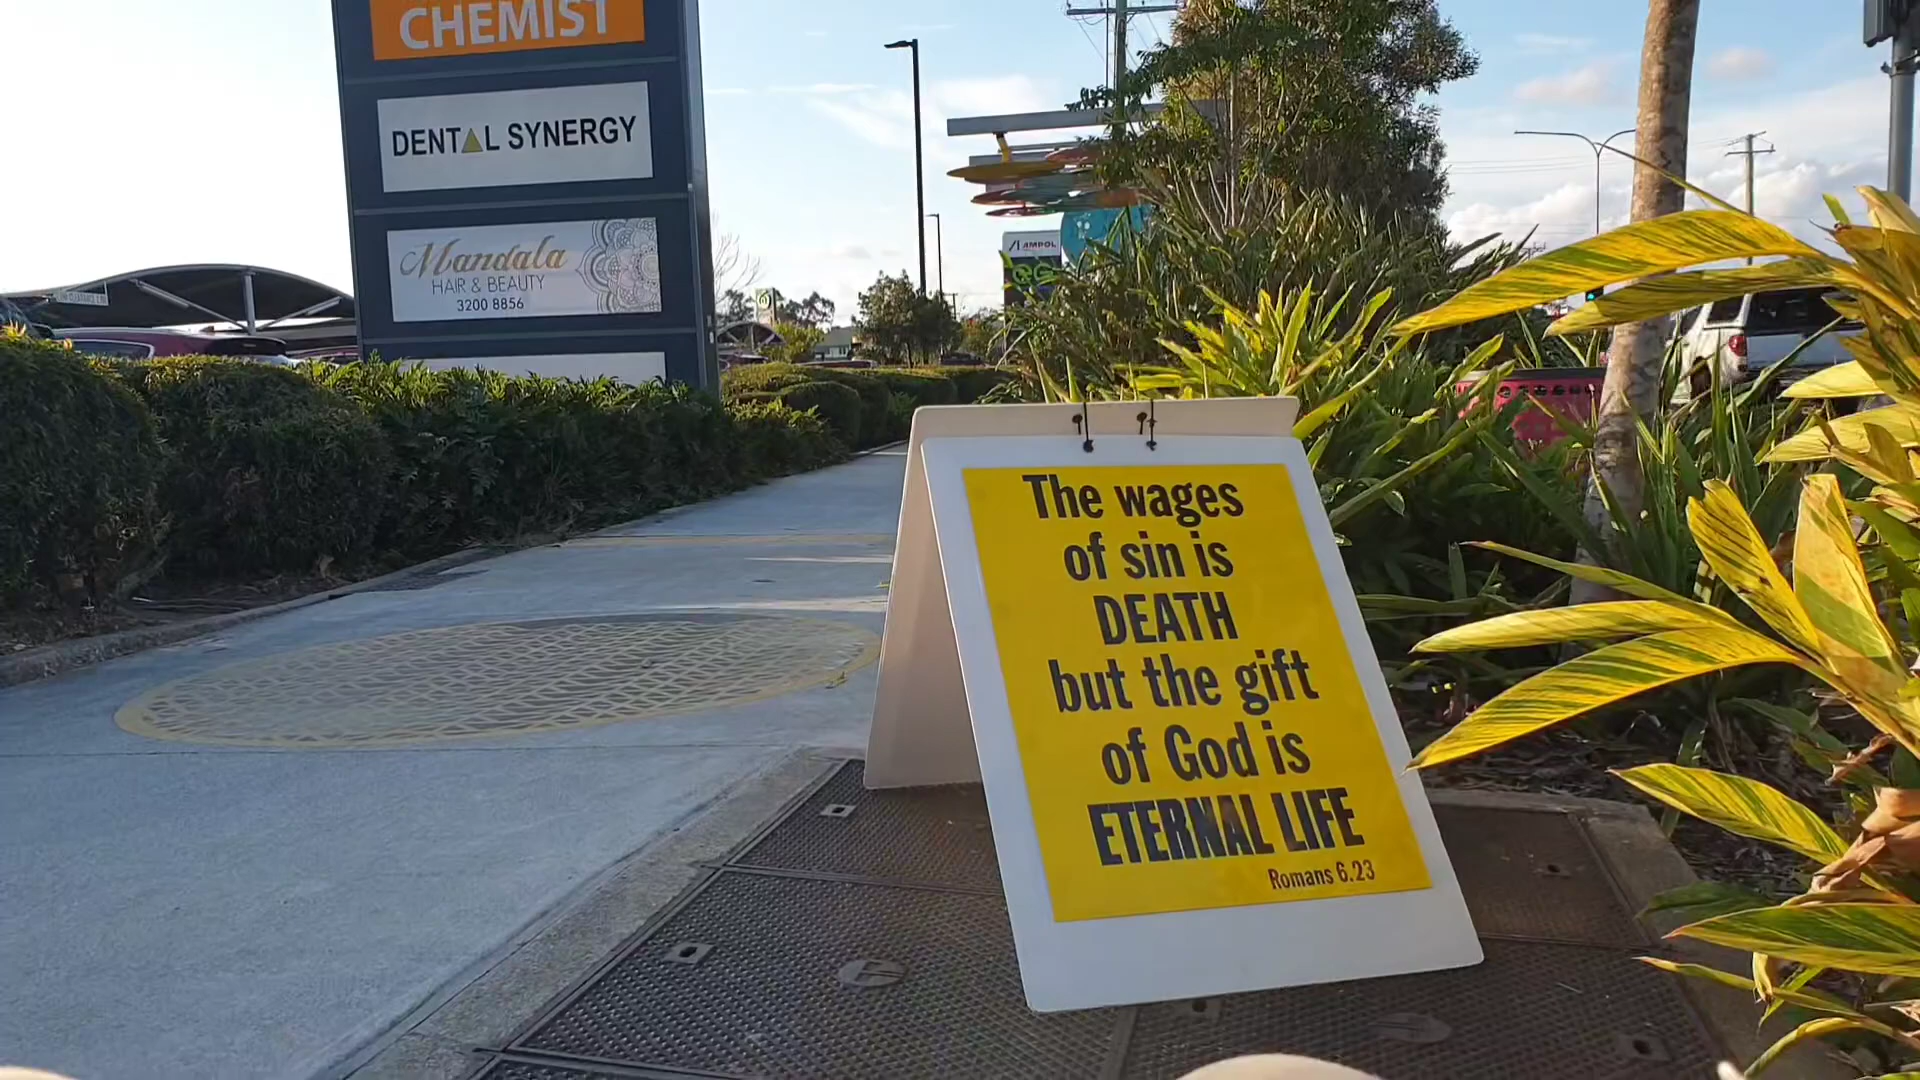 CHEMIST
DENTAL SYNERGY
Mandala
HAIR & BEAUTY
3200 8856
AMPOL
The wages
of sin is
DEATH
but the gift
of God is
ETERNAL LIFE
Romans 6.23